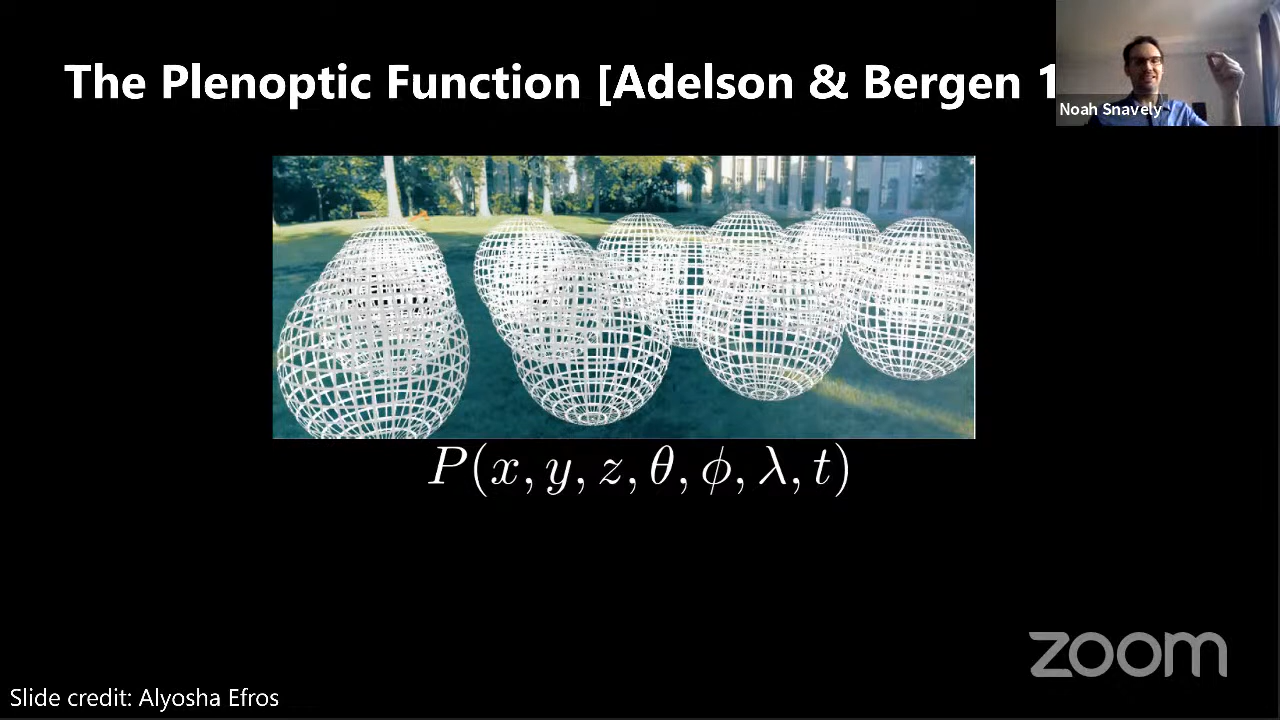 The Plenoptic Function [Adelson & Bergen 1
Noah Snavely
P(x, y, z, θ, ϕ, λ, t)
zoom
Slide credit: Alyosha Efros